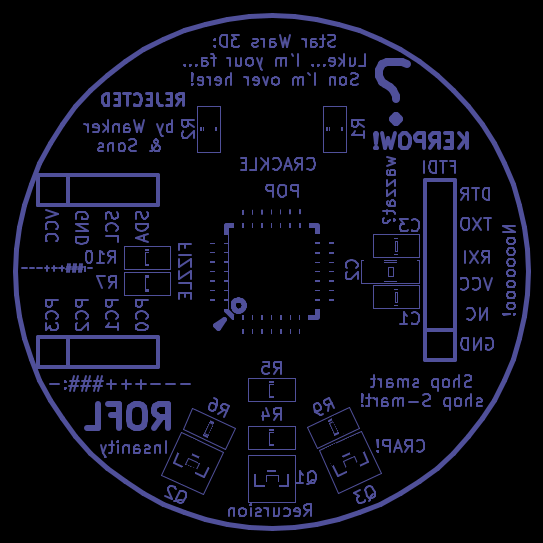 Star Wars 3D:
Luke... I'm your fa...
Son I'm over here!
REJECTED
by Wanker
& Sons
R2
R1
KERPOW!
CRACKLE
POP
wazzat?
FTDI
DTR
TXO
RXI
VCC
NC
GND
Nooooooo!
VCC
GND
SCL
SDA
R10
R7
FIZZLE
C3
C2
C1
PC3
PC2
PC1
PC0
---+++###:-
---+++###:-
R5
R4
Shop smart
shop S-mart!
ROFL
Insanity
R6
R9
Q2
Q1
Q3
CRAP!
Recursion